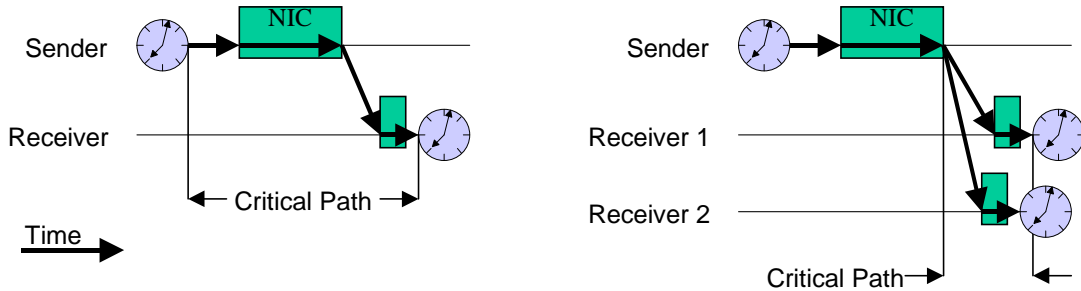 NIC
Sender
Receiver
Critical Path
Time
NIC
Sender
Receiver 1
Receiver 2
Critical Path